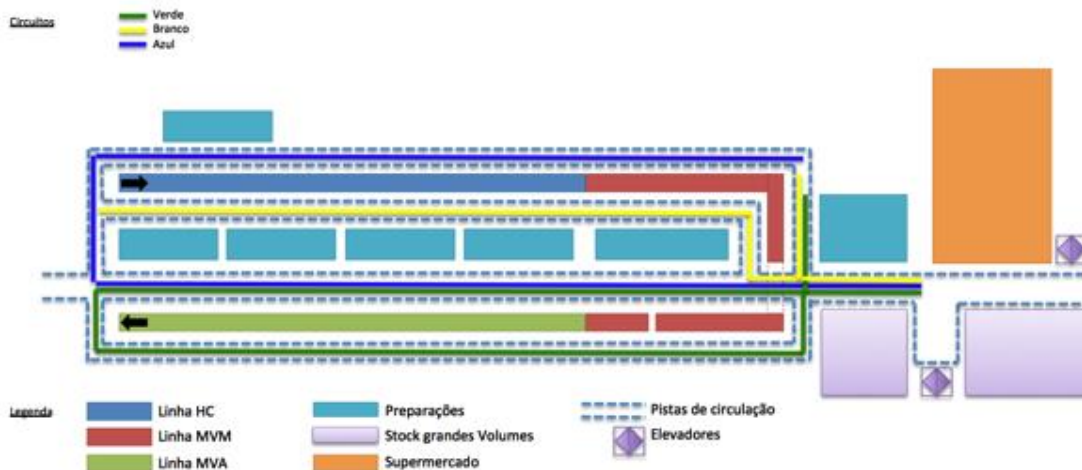 Circuitos
Verde
Branco
Azul
Legenda
Linha HC
Linha MVM
Linha MVA
Preparações
Stock grandes Volumes
Supermercado
Pistas de circulação
Elevadores